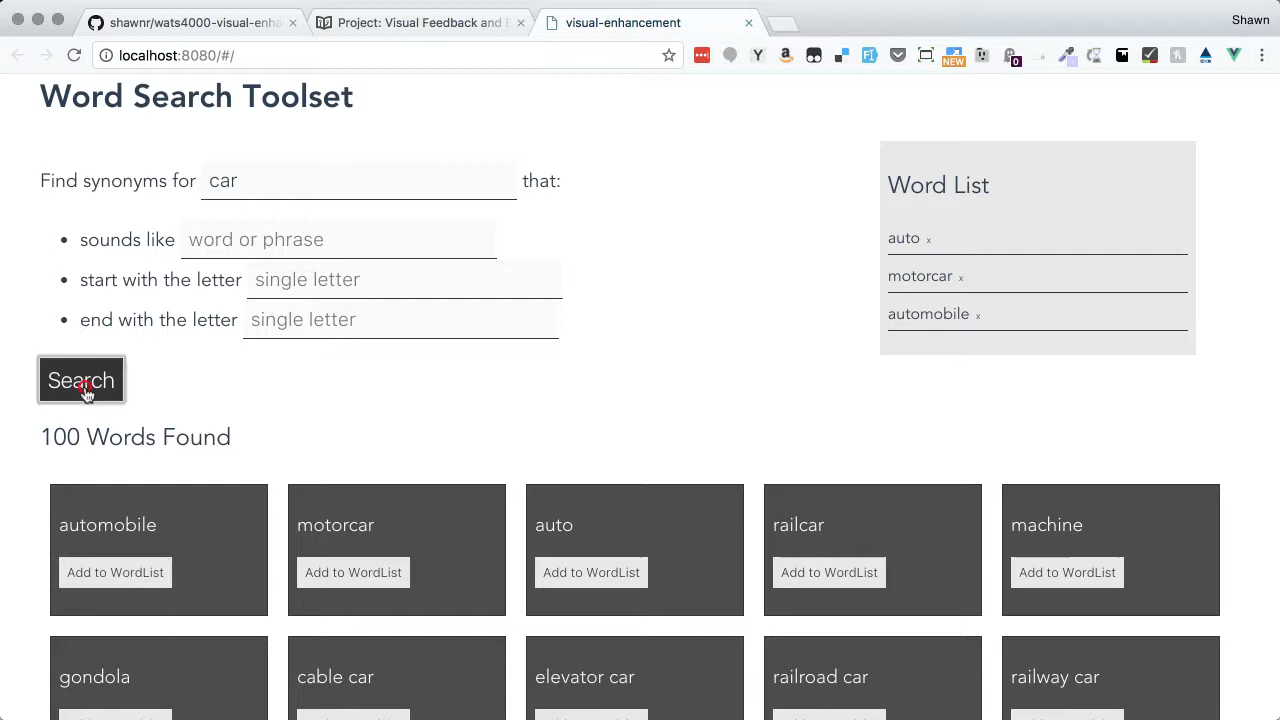 shawnr/wats4000-visual-enha
Project: Visual Feedback and E
visual-enhancement
Shawn
localhost:8080/#/
NEW
0
Word Search Toolset
Find synonyms for car that:
sounds like word or phrase
start with the letter single letter
end with the letter single letter
Search
Word List
auto x
motorcar x
automobile x
100 Words Found
automobile motorcar auto railcar machine
Add to WordList Add to WordList Add to WordList Add to WordList Add to WordList
gondola cable car elevator car railroad car railway car